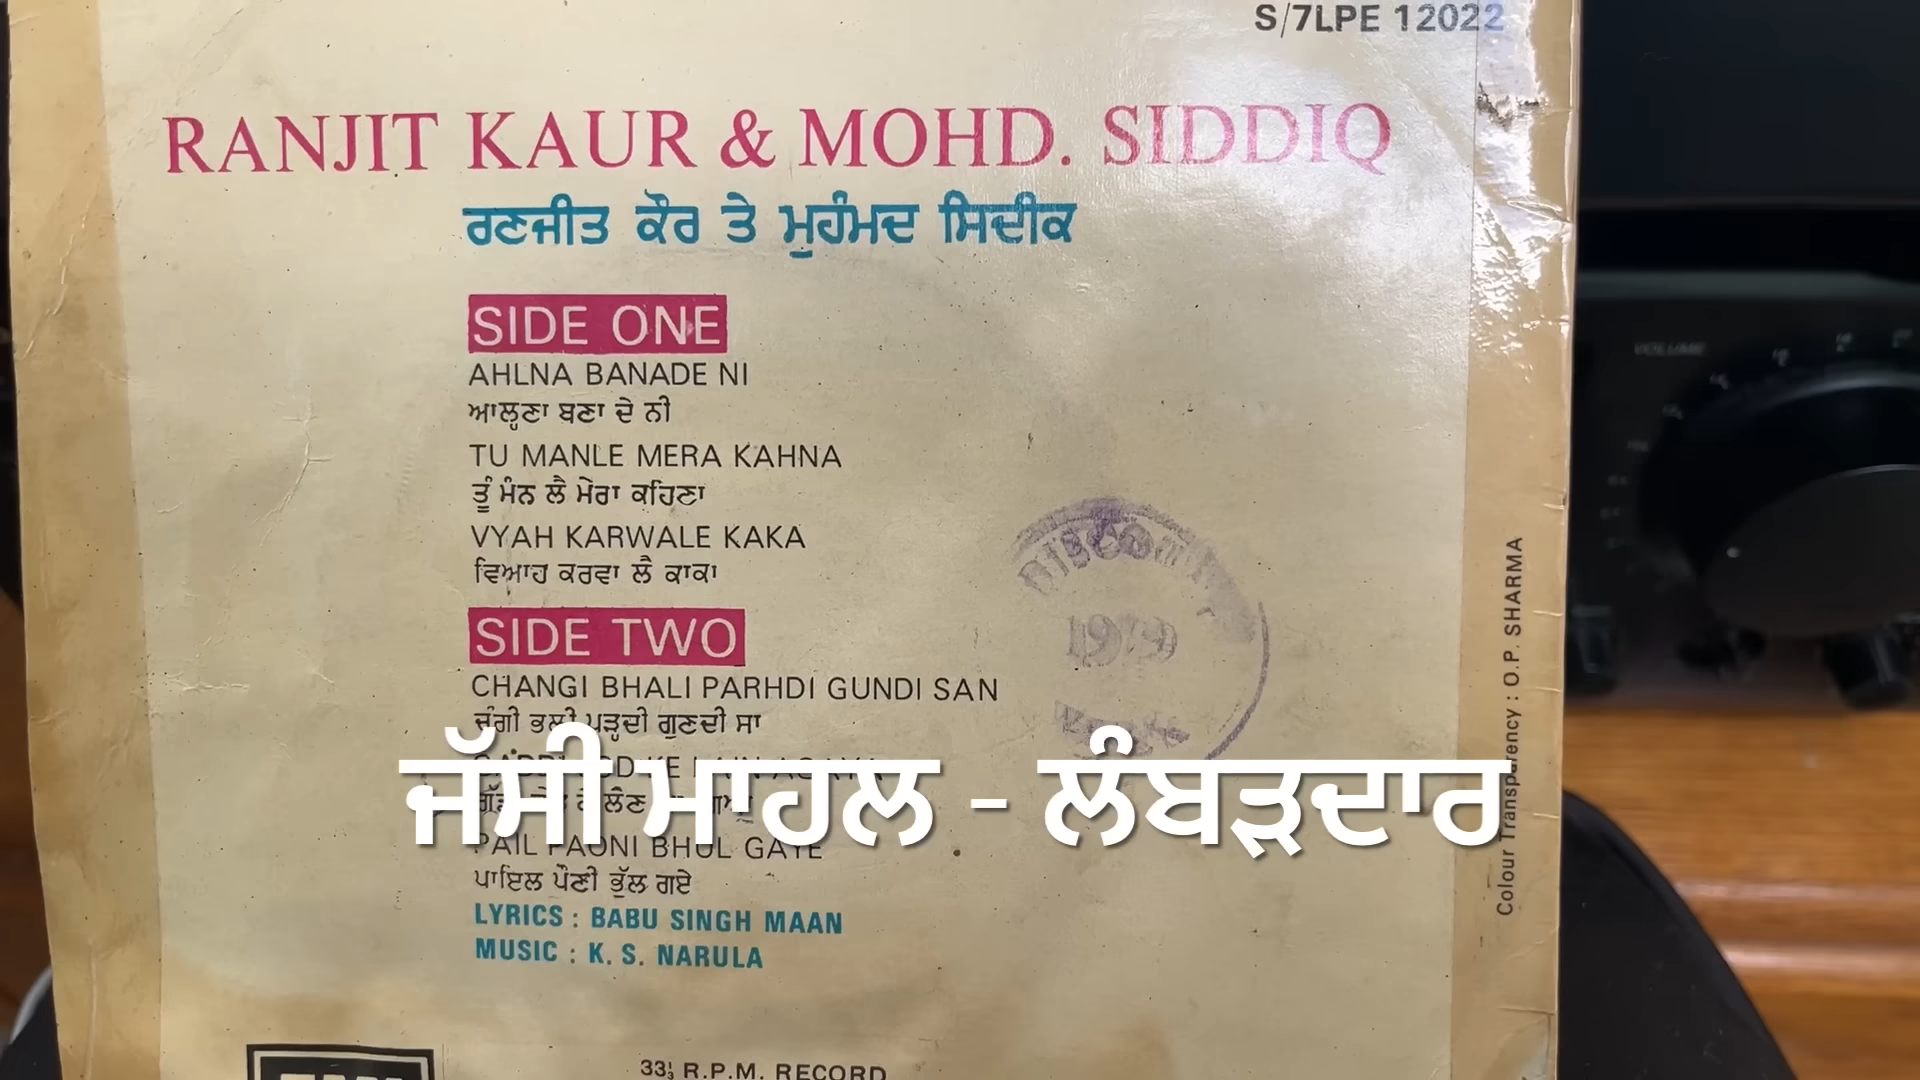 S/7LPE 12022
RANJIT KAUR & MOHD. SIDDIQ
ਰਣਜੀਤ ਕੌਰ ਤੇ ਮੁਹੰਮਦ ਸਿਦੀਕ
SIDE ONE
AHLNA BANADE NI
ਆਲ੍ਹਣਾ ਬਣਾ ਦੇ ਨੀ
TU MANLE MERA KAHNA
ਤੂੰ ਮੰਨ ਲੈ ਮੇਰਾ ਕਹਿਣਾ
VYAH KARWALE KAKA
ਵਿਆਹ ਕਰਵਾ ਲੈ ਕਾਕਾ
SIDE TWO
CHANGI BHALI PARHDI GUNDI SAN
ਚੰਗੀ ਭਲੀ ਪੜ੍ਹਦੀ ਗੁਣਦੀ ਸਾ
ਜੱਸੀ ਮਾਹਲ - ਲੰਬੜਦਾਰ
PAIL PAONI BHUL GAYE
ਪਾਇਲ ਪੌਣੀ ਭੁੱਲ ਗਏ
LYRICS : BABU SINGH MAAN
MUSIC : K. S. NARULA
33⅓ R.P.M. RECORD
Colour Transparency : O.P. SHARMA
1979